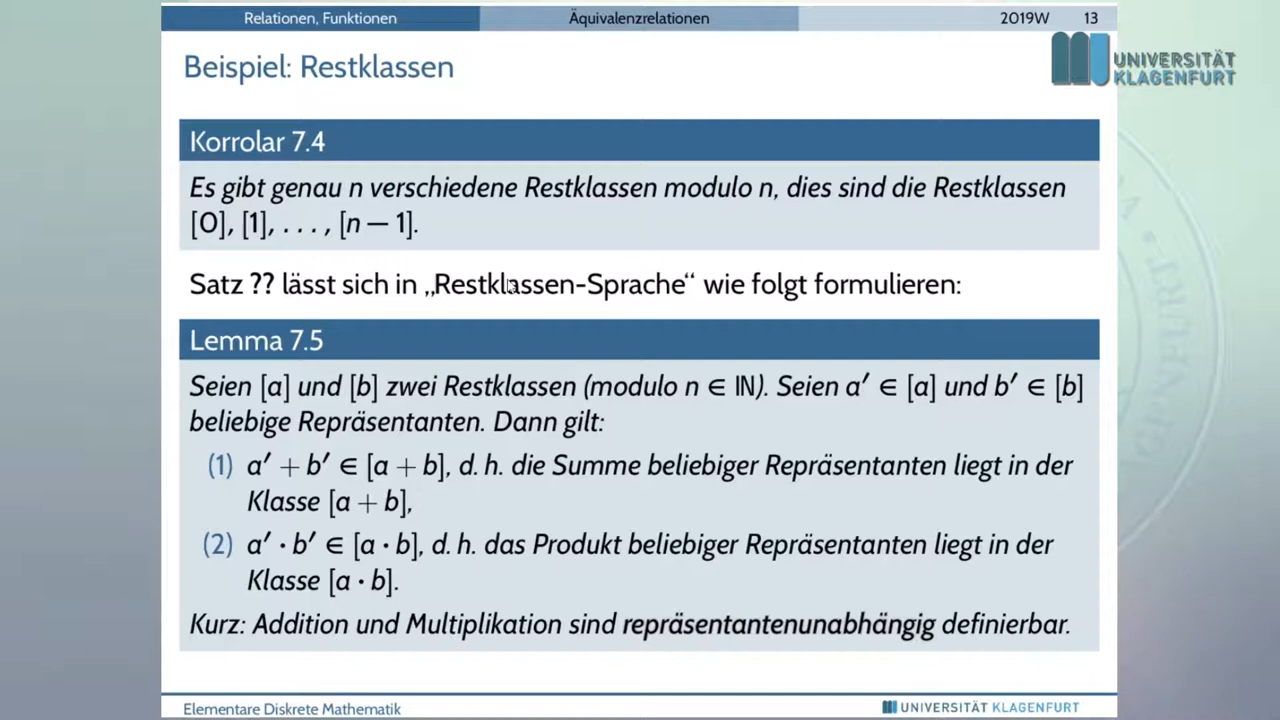 Relationen, Funktionen Äquivalenzrelationen 2019W 13
Beispiel: Restklassen
UNIVERSITÄT
KLAGENFURT
Korrolar 7.4
Es gibt genau n verschiedene Restklassen modulo n, dies sind die Restklassen
[0], [1], . . . , [n − 1].
Satz ?? lässt sich in „Restklassen-Sprache“ wie folgt formulieren:
Lemma 7.5
Seien [a] und [b] zwei Restklassen (modulo n ∈ ℕ). Seien a′ ∈ [a] und b′ ∈ [b]
beliebige Repräsentanten. Dann gilt:
(1) a′ + b′ ∈ [a + b], d. h. die Summe beliebiger Repräsentanten liegt in der
Klasse [a + b],
(2) a′ · b′ ∈ [a · b], d. h. das Produkt beliebiger Repräsentanten liegt in der
Klasse [a · b].
Kurz: Addition und Multiplikation sind repräsentantenunabhängig definierbar.
Elementare Diskrete Mathematik UNIVERSITÄT KLAGENFURT